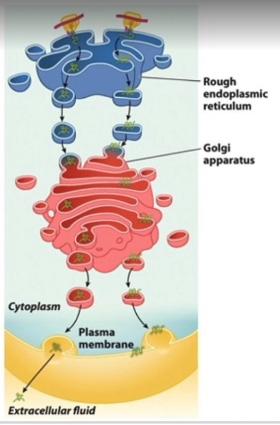 Rough
endoplasmic
reticulum
Golgi
apparatus
Cytoplasm
Plasma
membrane
Extracellular fluid